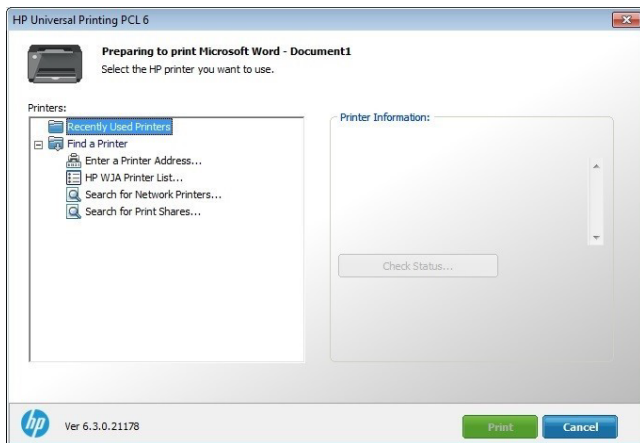 HP Universal Printing PCL 6
Preparing to print Microsoft Word - Document1
Select the HP printer you want to use.
Printers:
Recently Used Printers
Find a Printer
Enter a Printer Address...
HP WJA Printer List...
Search for Network Printers...
Search for Print Shares...
Printer Information:
Check Status...
hp
Ver 6.3.0.21178
Print
Cancel